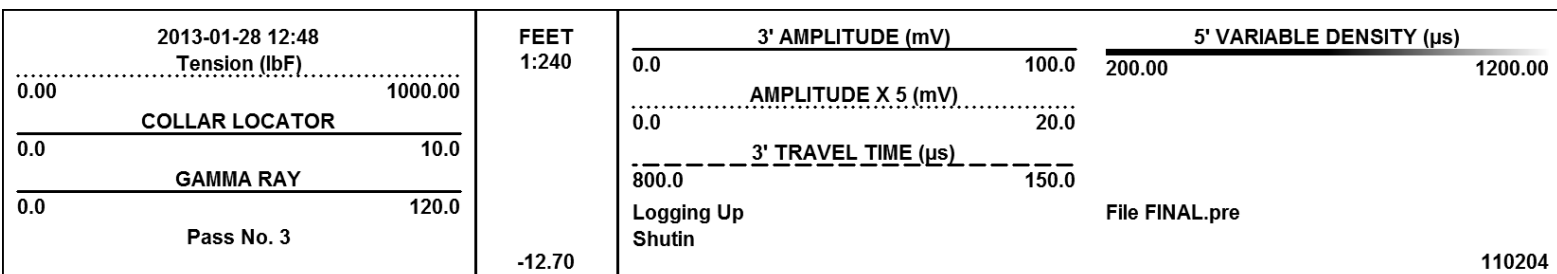 2013-01-28 12:48
Tension (lbF)
0.00 1000.00
COLLAR LOCATOR
0.0 10.0
GAMMA RAY
0.0 120.0
Pass No. 3
FEET
1:240
-12.70
3' AMPLITUDE (mV)
0.0 100.0
AMPLITUDE X 5 (mV)
0.0 20.0
3' TRAVEL TIME (µs)
800.0 150.0
Logging Up
Shutin
5' VARIABLE DENSITY (µs)
200.00 1200.00
File FINAL.pre
110204